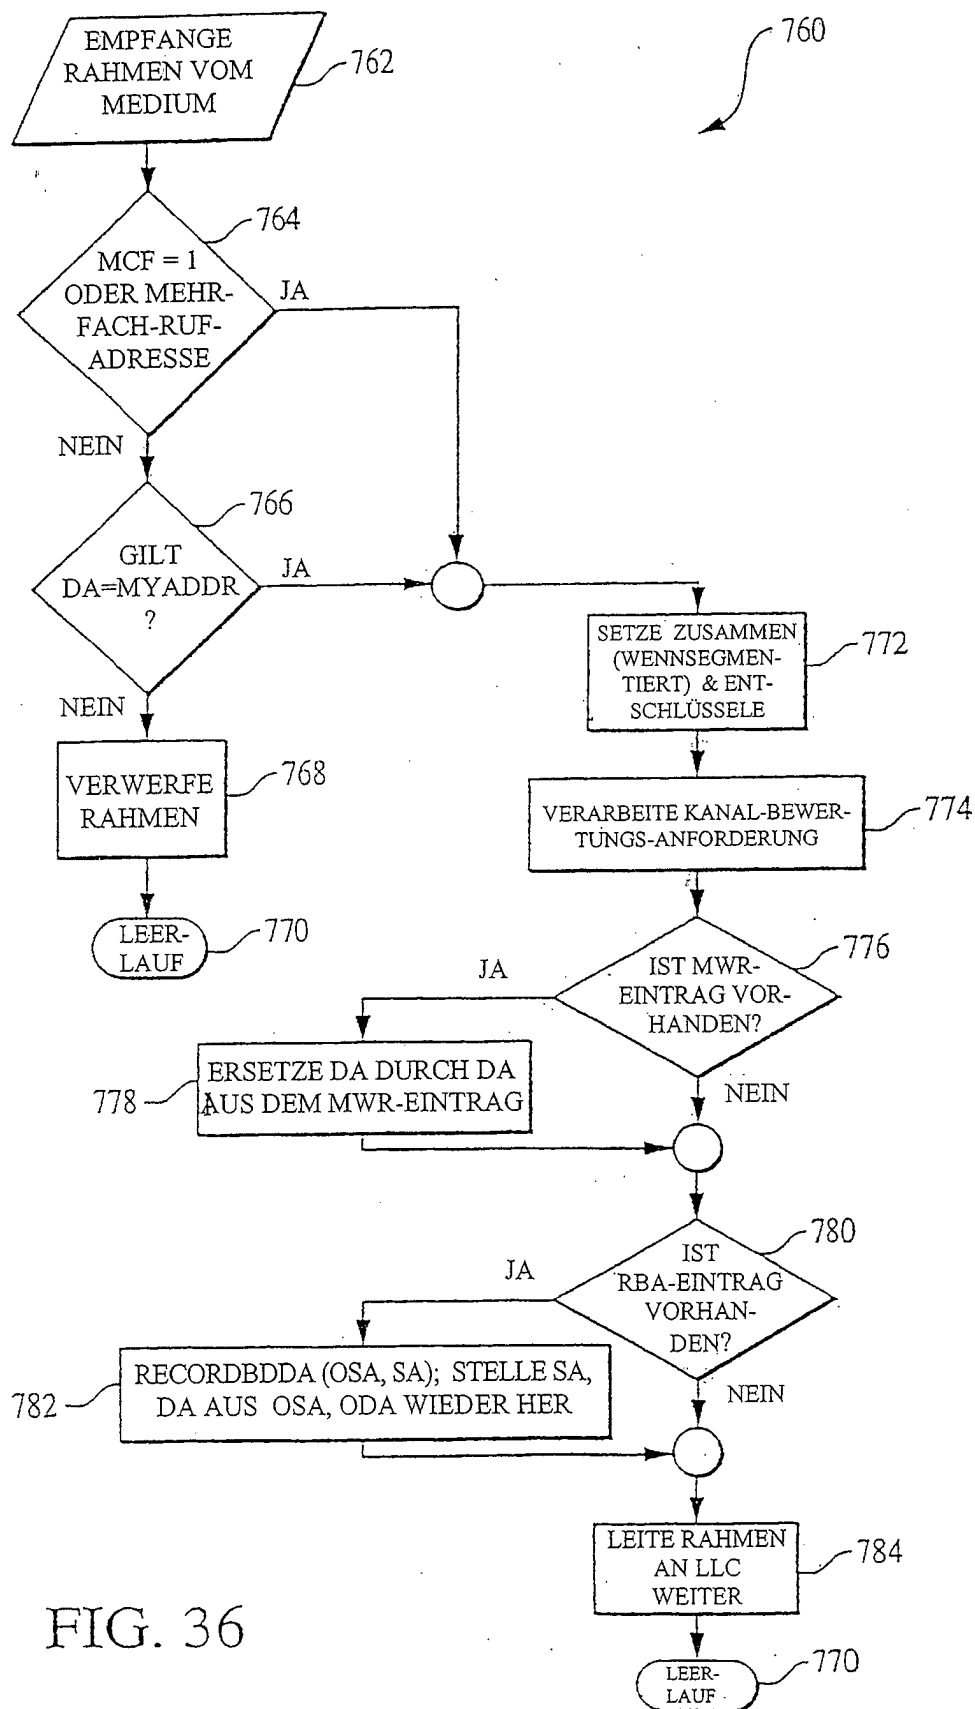 760
EMPFANGE
RAHMEN VOM
MEDIUM
762
764
MCF = 1
ODER MEHR-
FACH-RUF-
ADRESSE
JA
NEIN
766
GILT
DA=MYADDR
?
JA
NEIN
VERWERFE
RAHMEN
768
LEER-
LAUF
770
SETZE ZUSAMMEN
(WENNSEGMEN-
TIERT) & ENT-
SCHLÜSSELE
772
VERARBEITE KANAL-BEWER-
TUNGS-ANFORDERUNG
774
776
IST MWR-
EINTRAG VOR-
HANDEN?
JA
NEIN
778
ERSETZE DA DURCH DA
AUS DEM MWR-EINTRAG
780
IST
RBA-EINTRAG
VORHAN-
DEN?
JA
NEIN
782
RECORDBDDA (OSA, SA); STELLE SA,
DA AUS OSA, ODA WIEDER HER
LEITE RAHMEN
AN LLC
WEITER
784
LEER-
LAUF
770
FIG. 36